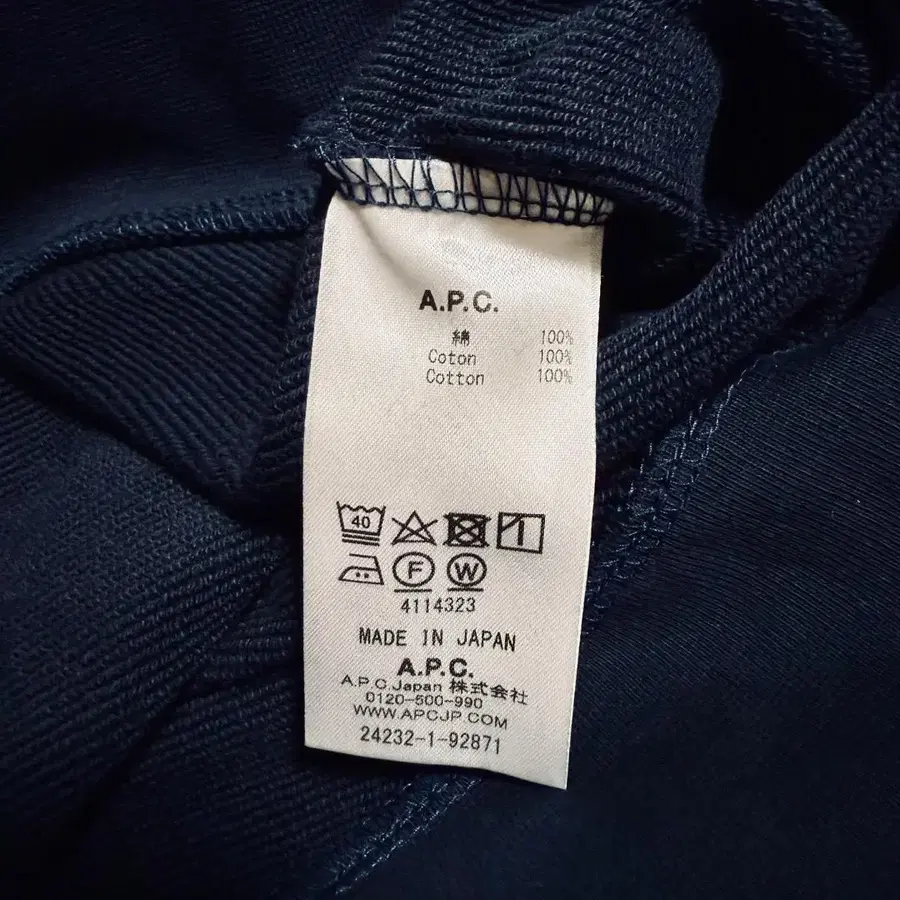 A.P.C.
綿 100%
Coton 100%
Cotton 100%
40
F W
4114323
MADE IN JAPAN
A.P.C.
A.P.C.Japan 株式会社
0120-500-990
WWW.APCJP.COM
24232-1-92871